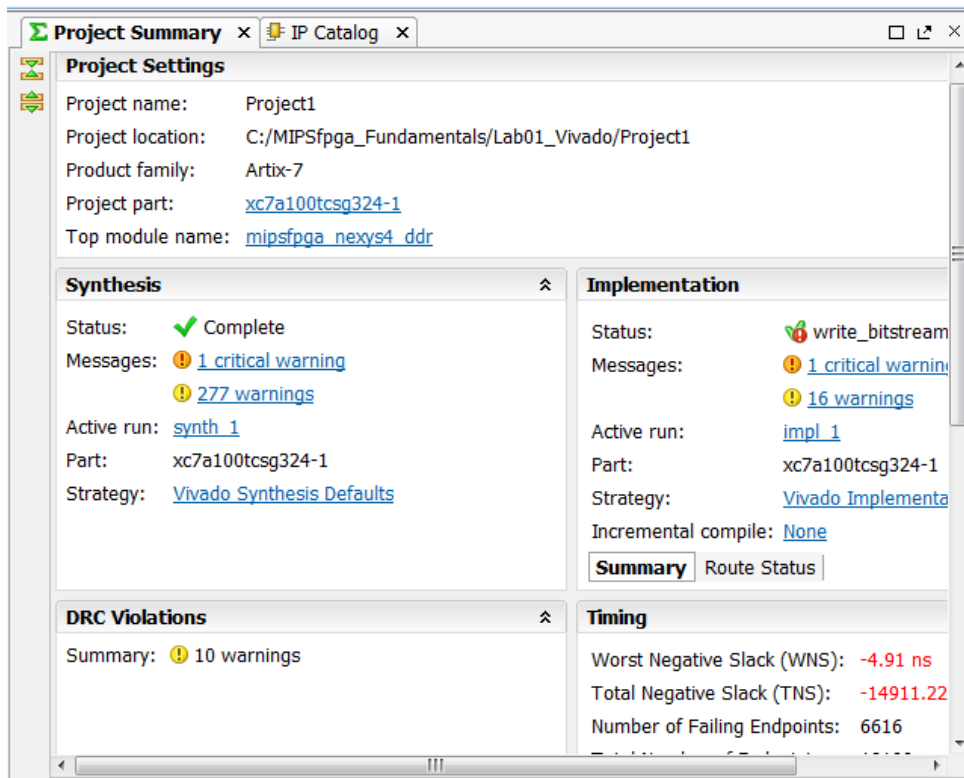 Project Summary × IP Catalog ×
Project Settings
Project name: Project1
Project location: C:/MIPSfpga_Fundamentals/Lab01_Vivado/Project1
Product family: Artix-7
Project part: xc7a100tcsg324-1
Top module name: mipsfpga_nexys4_ddr
Synthesis
Status: Complete
Messages: 1 critical warning
277 warnings
Active run: synth_1
Part: xc7a100tcsg324-1
Strategy: Vivado Synthesis Defaults
Implementation
Status: write_bitstream
Messages: 1 critical warnin
16 warnings
Active run: impl_1
Part: xc7a100tcsg324-1
Strategy: Vivado Implementa
Incremental compile: None
Summary Route Status
DRC Violations
Summary: 10 warnings
Timing
Worst Negative Slack (WNS): -4.91 ns
Total Negative Slack (TNS): -14911.22
Number of Failing Endpoints: 6616